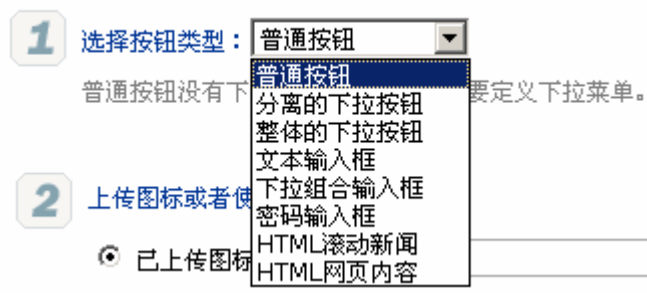 1 选择按钮类型：普通按钮
普通按钮
普通按钮没有下
要定义下拉菜单。
分离的下拉按钮
整体的下拉按钮
文本输入框
下拉组合输入框
2 上传图标或者使
密码输入框
HTML滚动新闻
已上传图标
HTML网页内容